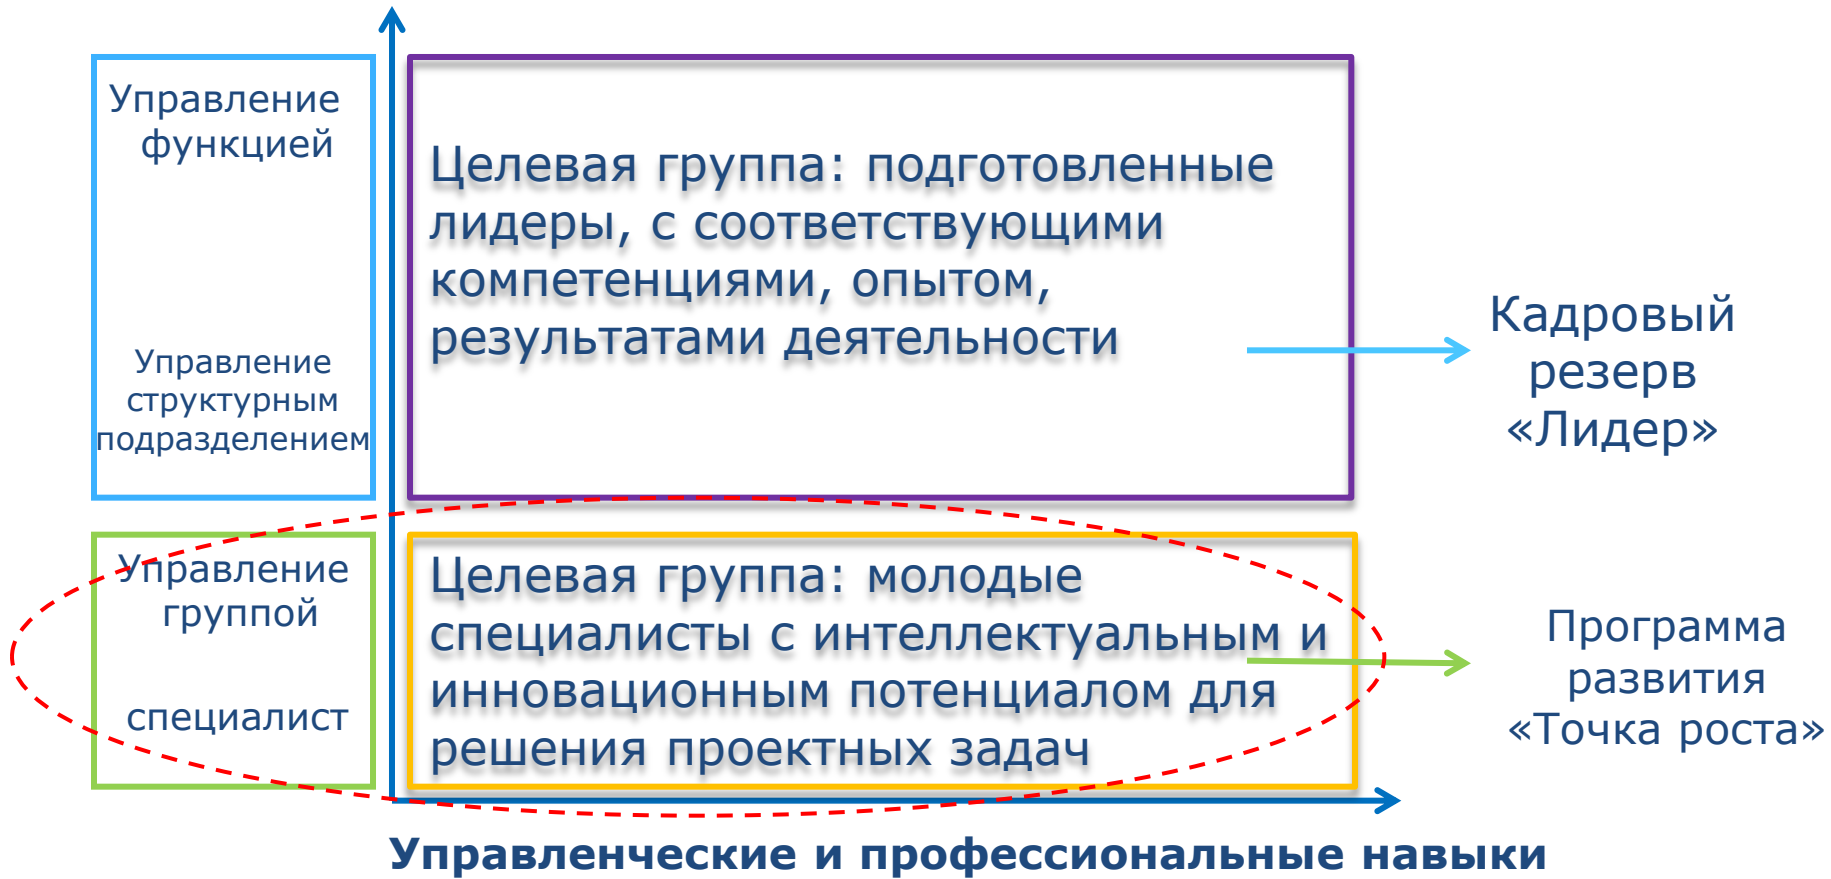 Управление
функцией
Управление
структурным
подразделением
Целевая группа: подготовленные
лидеры, с соответствующими
компетенциями, опытом,
результатами деятельности
Кадровый
резерв
«Лидер»
Управление
группой
специалист
Целевая группа: молодые
специалисты с интеллектуальным и
инновационным потенциалом для
решения проектных задач
Программа
развития
«Точка роста»
Управленческие и профессиональные навыки